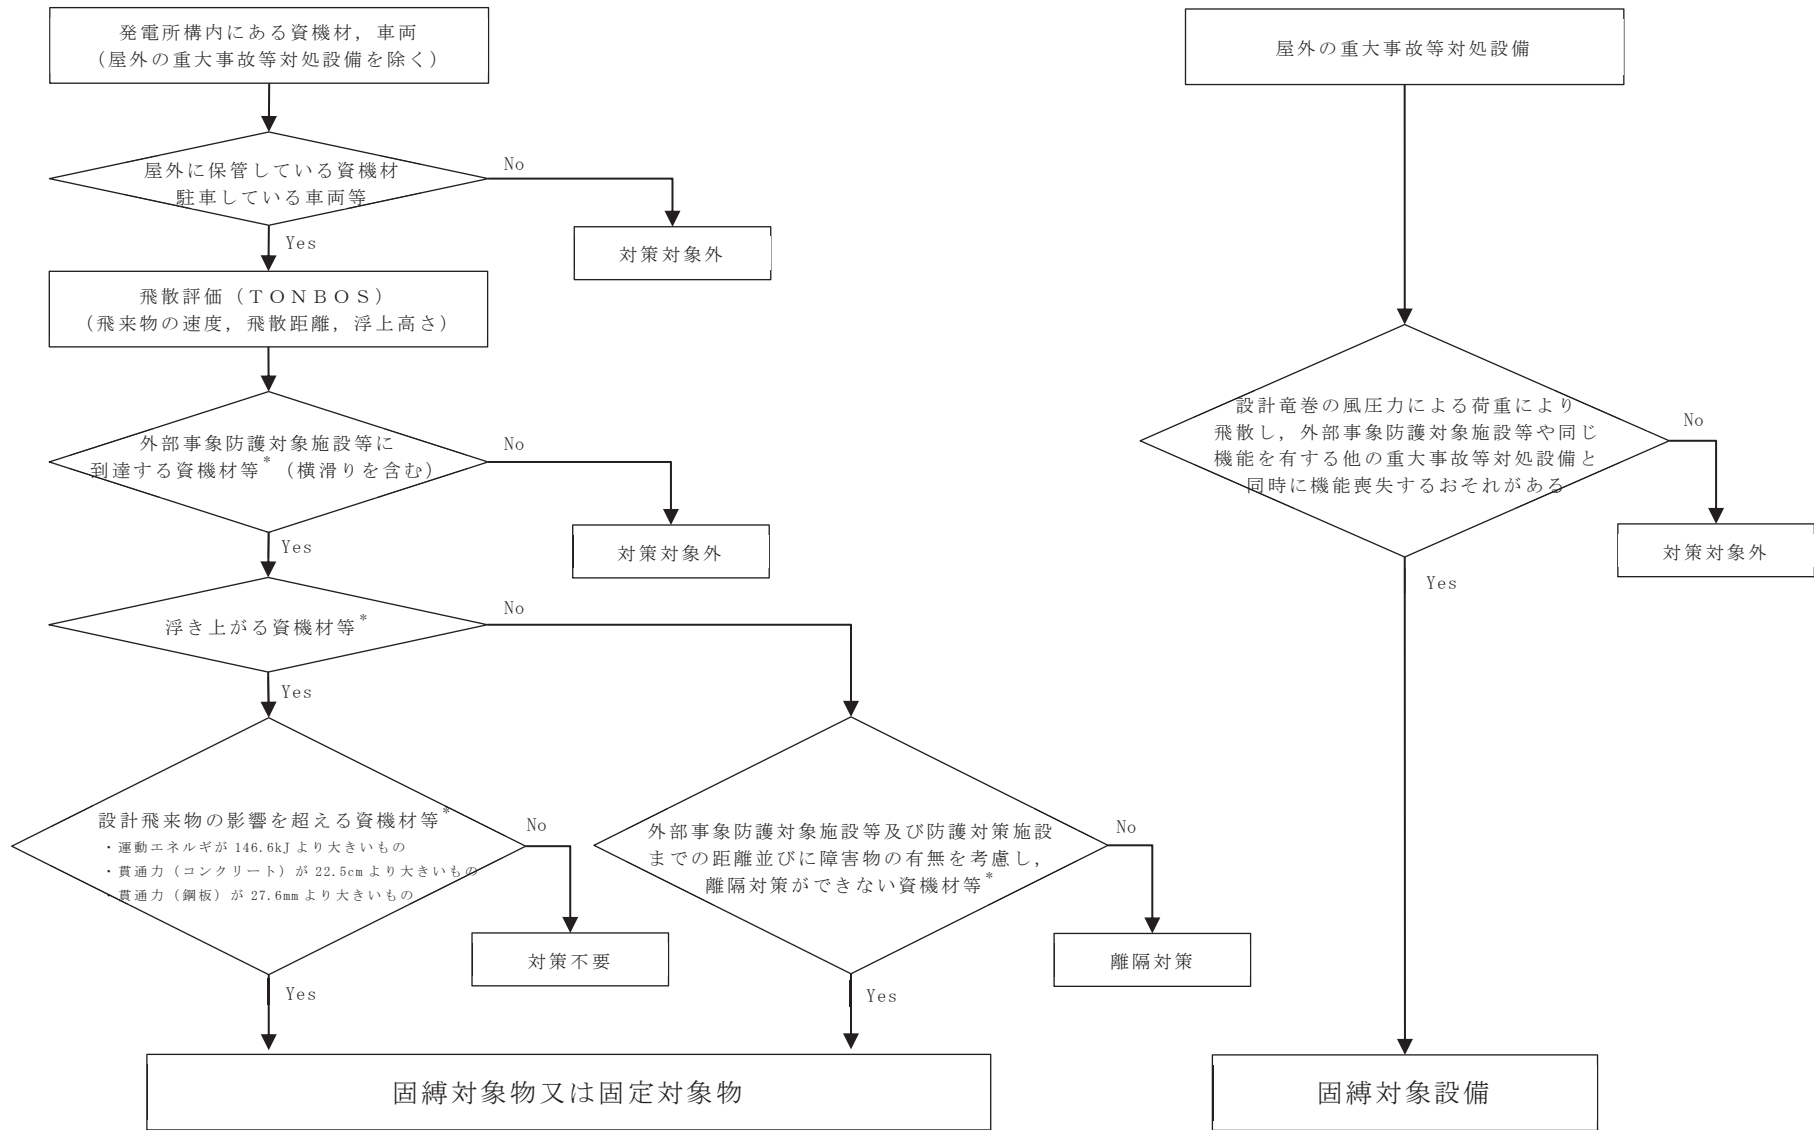 発電所構内にある資機材，車両
（屋外の重大事故等対処設備を除く）
屋外に保管している資機材
駐車している車両等
No
対策対象外
Yes
飛散評価（ＴＯＮＢＯＳ）
（飛来物の速度，飛散距離，浮上高さ）
外部事象防護対象施設等に
到達する資機材等*（横滑りを含む）
No
対策対象外
Yes
浮き上がる資機材等*
No
Yes
設計飛来物の影響を超える資機材等*
・運動エネルギが 146.6kJ より大きいもの
・貫通力（コンクリート）が 22.5cm より大きいもの
・貫通力（鋼板）が 27.6mm より大きいもの
No
対策不要
Yes
外部事象防護対象施設等及び防護対策施設
までの距離並びに障害物の有無を考慮し，
離隔対策ができない資機材等*
No
離隔対策
Yes
固縛対象物又は固定対象物
屋外の重大事故等対処設備
設計竜巻の風圧力による荷重により
飛散し，外部事象防護対象施設等や同じ
機能を有する他の重大事故等対処設備と
同時に機能喪失するおそれがある
No
対策対象外
Yes
固縛対象設備